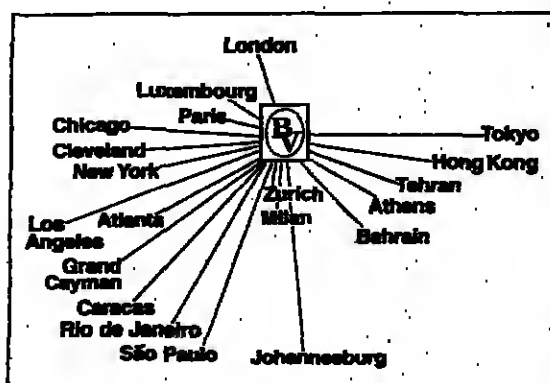 London
Luxembourg
Paris
Chicago
Cleveland
New York
BV
Tokyo
Hong Kong
Tehran
Athens
Bahrain
Zurich
Milan
Los
Angeles
Atlanta
Grand
Cayman
Caracas
Rio de Janeiro
São Paulo
Johannesburg